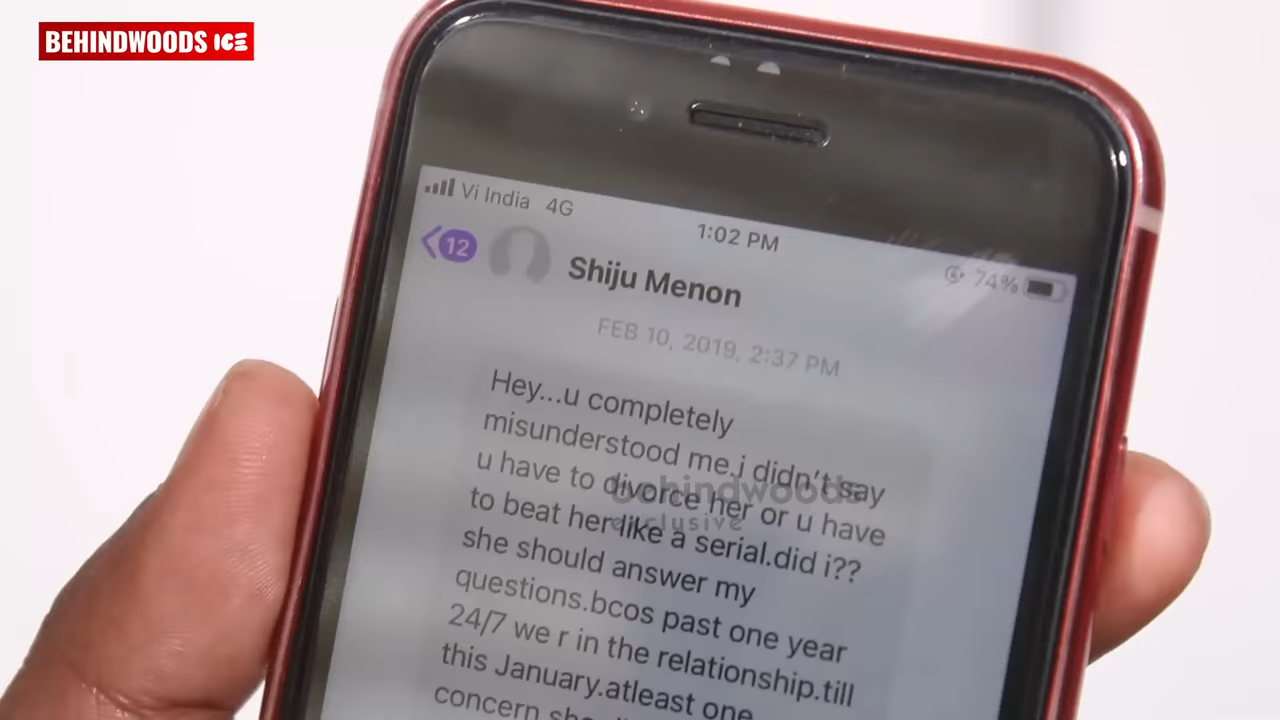 BEHINDWOODS ICE
Vi India 4G
1:02 PM
74%
12
Shiju Menon
FEB 10, 2019, 2:37 PM
Hey...u completely
misunderstood me.i didn't say
u have to divorce her or u have
to beat her like a serial.did i??
she should answer my
questions.bcos past one year
24/7 we r in the relationship.till
this January.atleast one
concern
behindwoods
exclusive